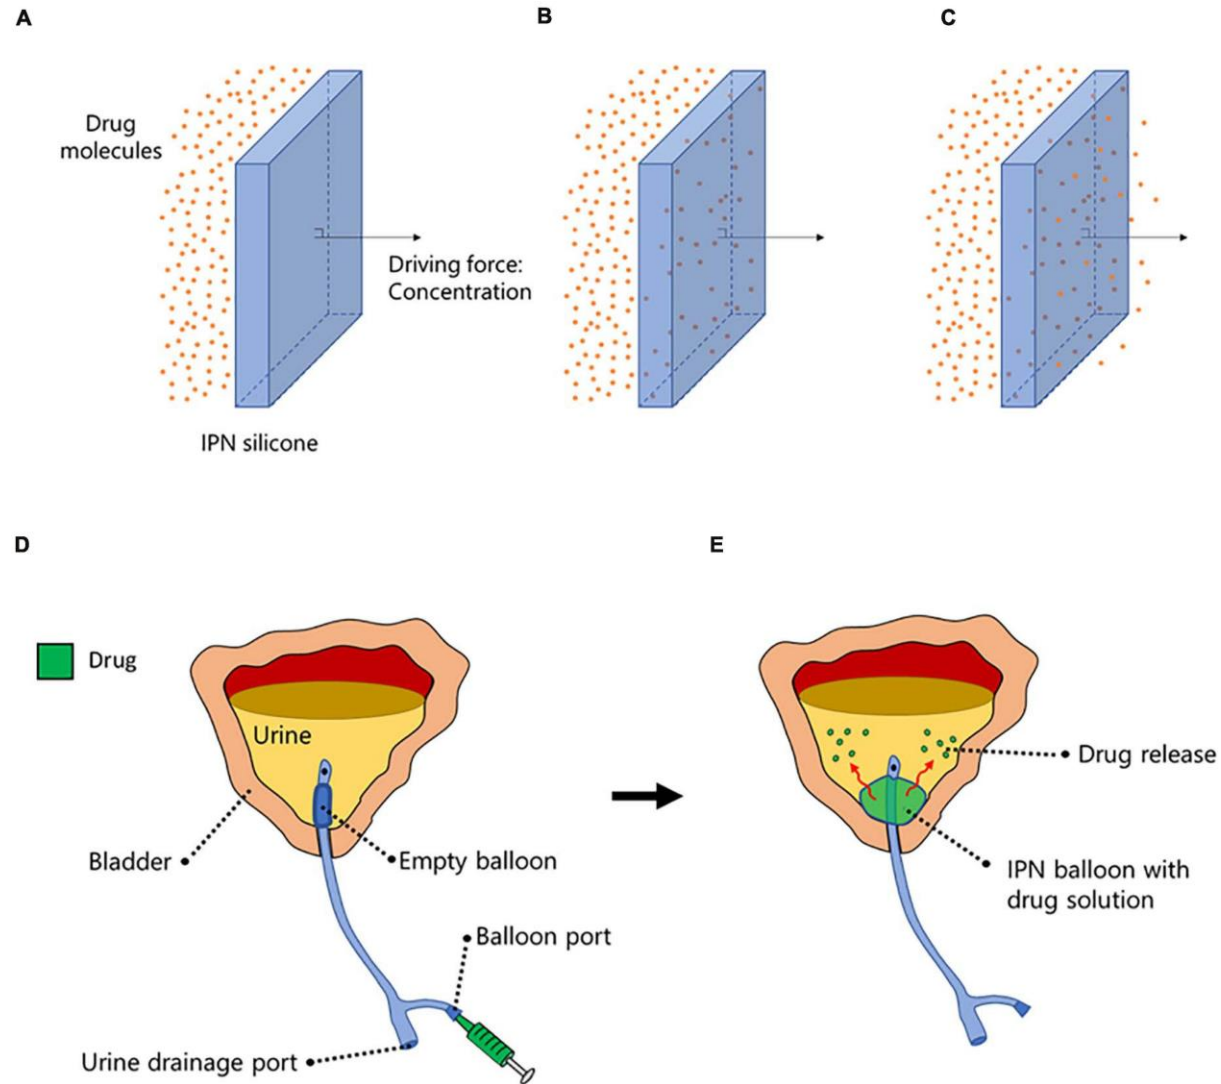 A
B
C
Drug
molecules
Driving force:
Concentration
IPN silicone
D
E
Drug
Urine
Drug release
Bladder
Empty balloon
IPN balloon with
drug solution
Balloon port
Urine drainage port